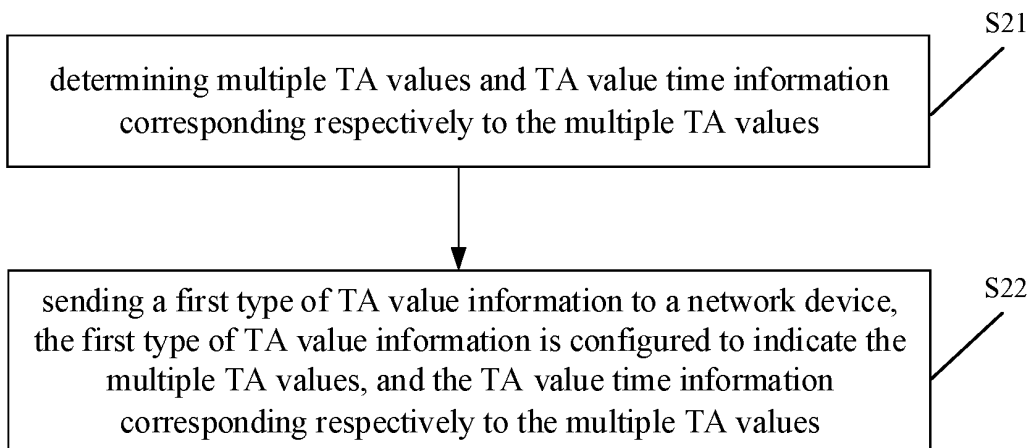 S21
determining multiple TA values and TA value time information
corresponding respectively to the multiple TA values
S22
sending a first type of TA value information to a network device,
the first type of TA value information is configured to indicate the
multiple TA values, and the TA value time information
corresponding respectively to the multiple TA values